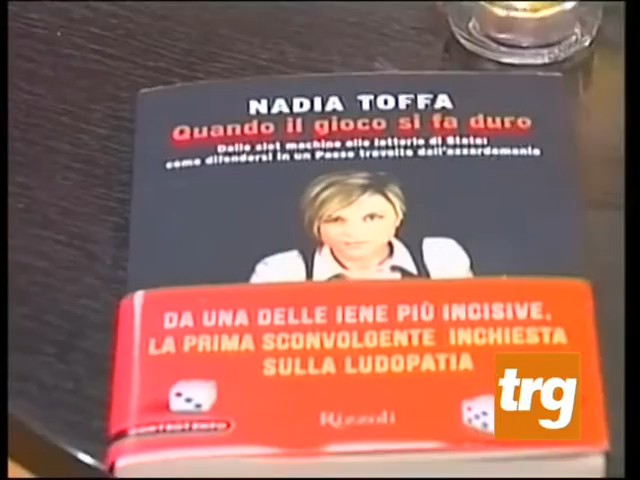 NADIA TOFFA
Quando il gioco si fa duro
Dalle slot machine alle lotterie di Stato:
come difendersi in un Paese travolto dall'azzardomania
DA UNA DELLE IENE PIÙ INCISIVE,
LA PRIMA SCONVOLGENTE INCHIESTA
SULLA LUDOPATIA
trg
Rizzoli
CONTROTEMPO